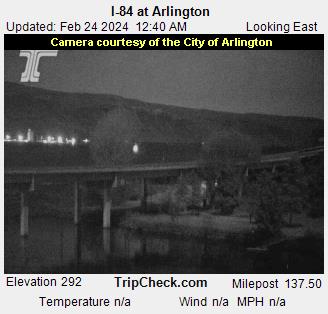 I-84 at Arlington
Updated: Feb 24 2024 12:40 AM Looking East
Camera courtesy of the City of Arlington
Elevation 292 TripCheck.com Milepost 137.50
Temperature n/a Wind n/a MPH n/a